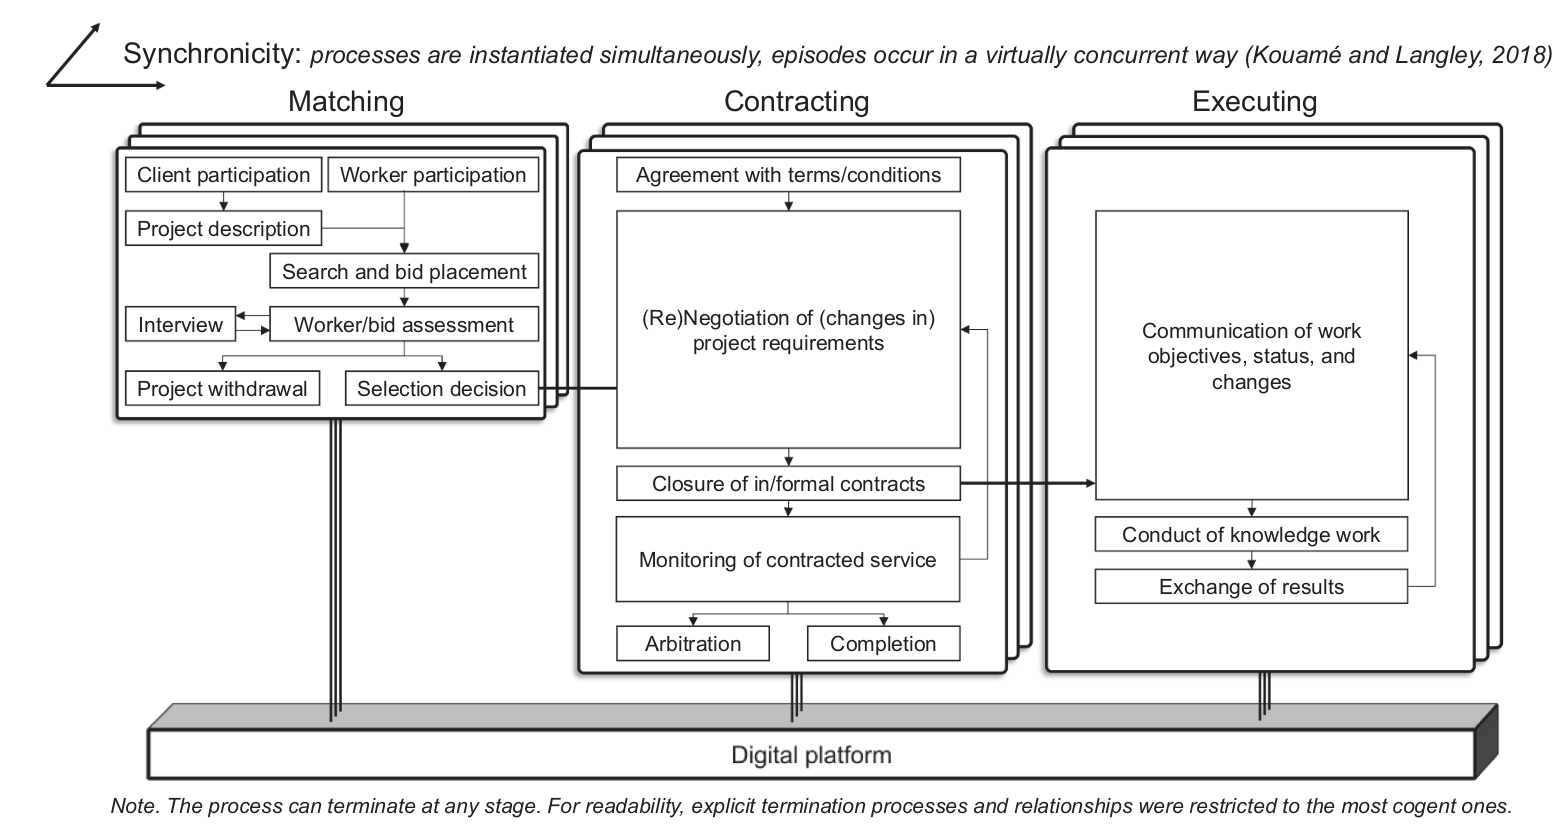 Synchronicity: processes are instantiated simultaneously, episodes occur in a virtually concurrent way (Kouamé and Langley, 2018)
Matching
Client participation
Worker participation
Project description
Search and bid placement
Interview
Worker/bid assessment
Project withdrawal
Selection decision
Contracting
Agreement with terms/conditions
(Re)Negotiation of (changes in)
project requirements
Closure of in/formal contracts
Monitoring of contracted service
Arbitration
Completion
Executing
Communication of work
objectives, status, and
changes
Conduct of knowledge work
Exchange of results
Digital platform
Note. The process can terminate at any stage. For readability, explicit termination processes and relationships were restricted to the most cogent ones.